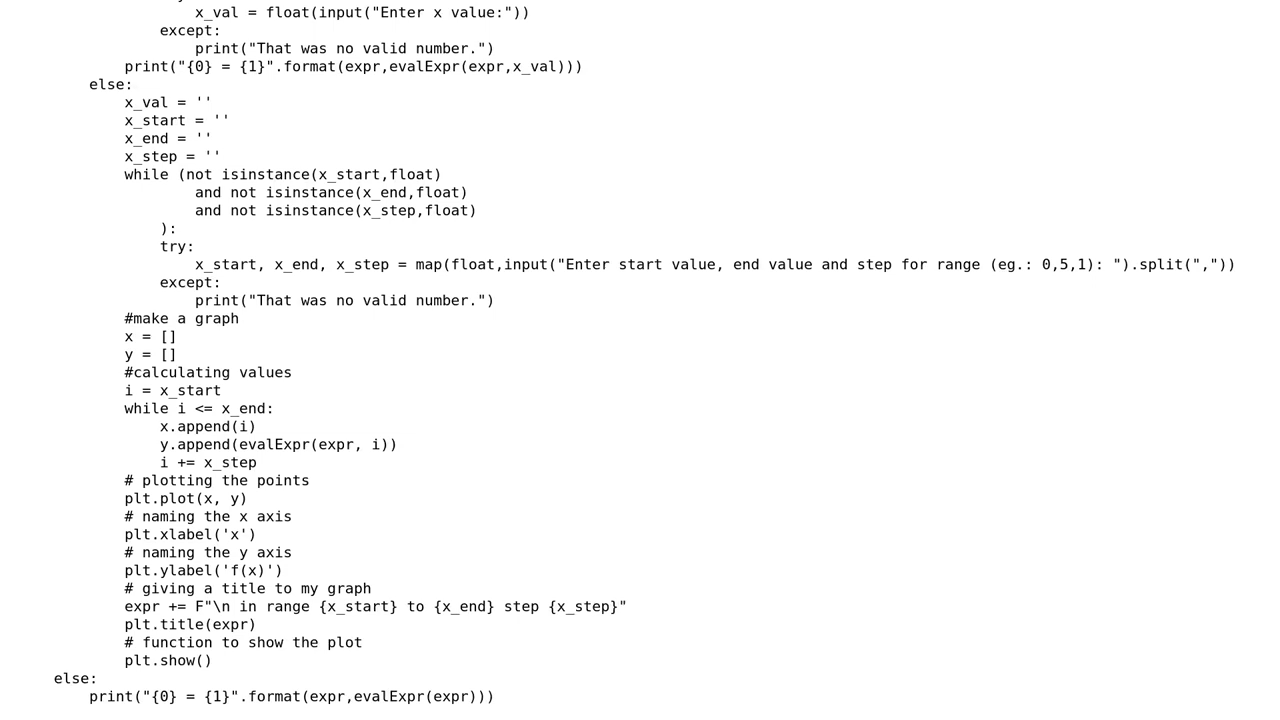 x_val = float(input("Enter x value:"))
except:
print("That was no valid number.")
print("{0} = {1}".format(expr,evalExpr(expr,x_val)))
else:
x_val = ''
x_start = ''
x_end = ''
x_step = ''
while (not isinstance(x_start,float)
and not isinstance(x_end,float)
and not isinstance(x_step,float)
):
try:
x_start, x_end, x_step = map(float,input("Enter start value, end value and step for range (eg.: 0,5,1): ").split(","))
except:
print("That was no valid number.")
#make a graph
x = []
y = []
#calculating values
i = x_start
while i <= x_end:
x.append(i)
y.append(evalExpr(expr, i))
i += x_step
# plotting the points
plt.plot(x, y)
# naming the x axis
plt.xlabel('x')
# naming the y axis
plt.ylabel('f(x)')
# giving a title to my graph
expr += F"\n in range {x_start} to {x_end} step {x_step}"
plt.title(expr)
# function to show the plot
plt.show()
else:
print("{0} = {1}".format(expr,evalExpr(expr)))